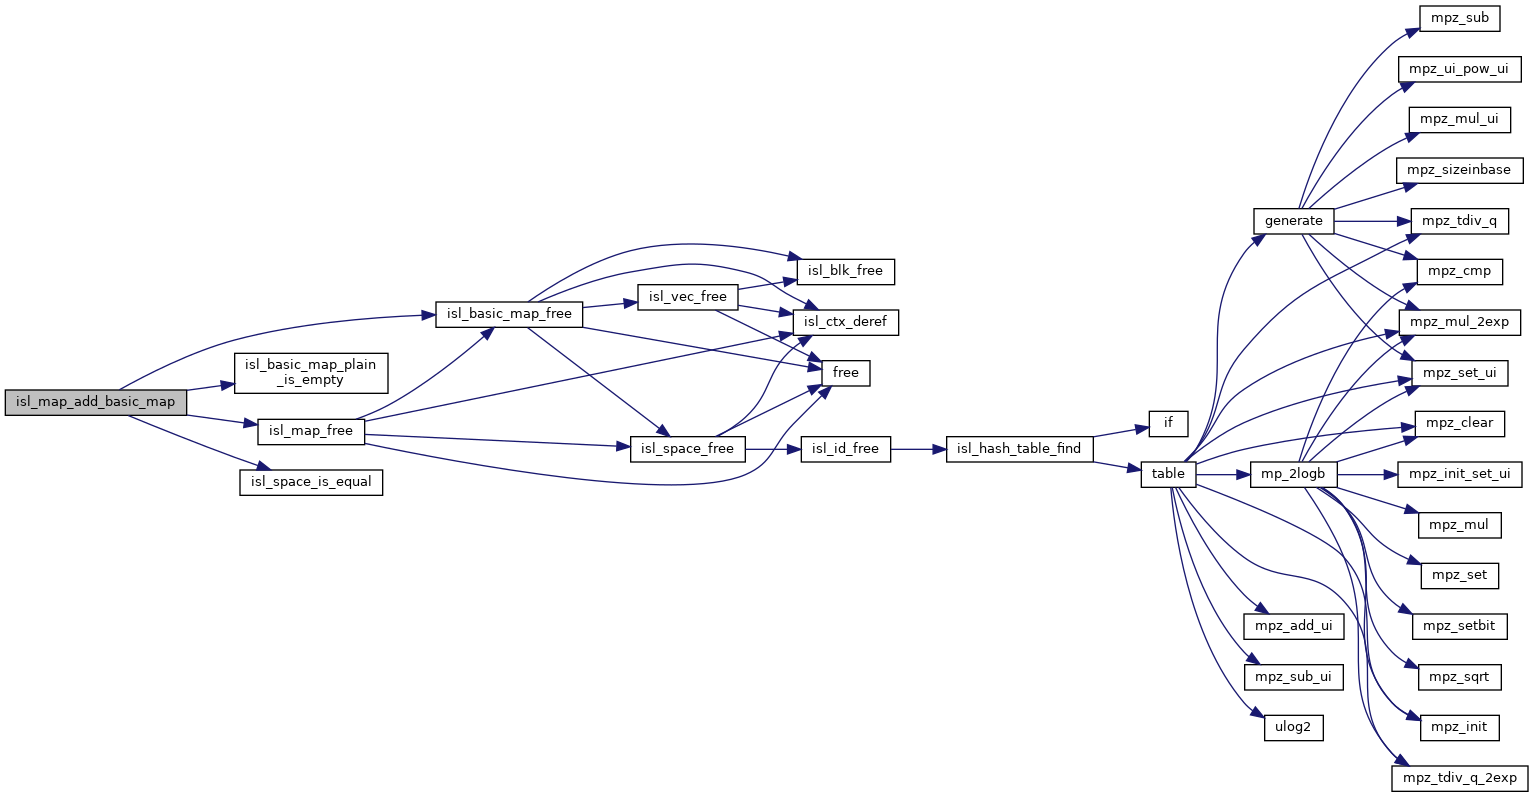 isl_map_add_basic_map
isl_basic_map_free
isl_basic_map_plain
_is_empty
isl_map_free
isl_space_is_equal
isl_vec_free
isl_space_free
isl_blk_free
isl_ctx_deref
free
isl_id_free
isl_hash_table_find
if
table
generate
mp_2logb
mpz_add_ui
mpz_sub_ui
ulog2
mpz_sub
mpz_ui_pow_ui
mpz_mul_ui
mpz_sizeinbase
mpz_tdiv_q
mpz_cmp
mpz_mul_2exp
mpz_set_ui
mpz_clear
mpz_init_set_ui
mpz_mul
mpz_set
mpz_setbit
mpz_sqrt
mpz_init
mpz_tdiv_q_2exp